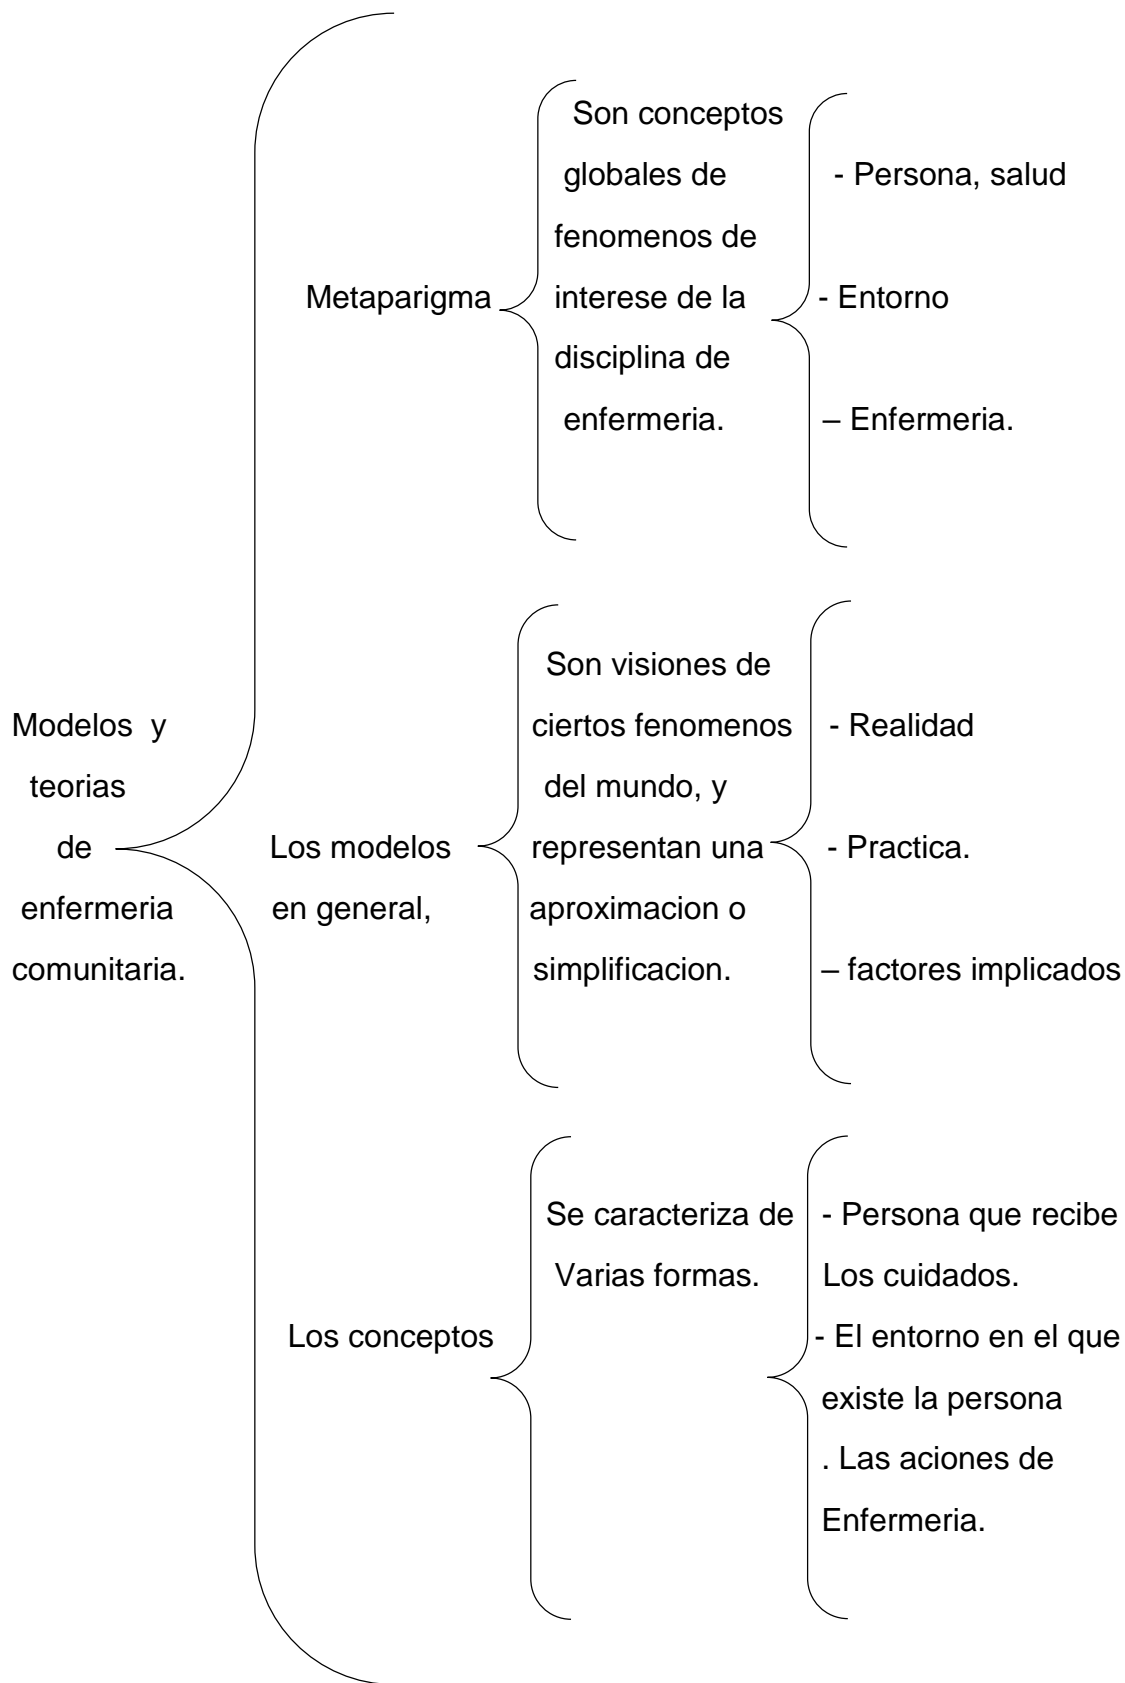 Modelos y
teorias
de
enfermeria
comunitaria.
Metaparigma
Son conceptos
globales de
fenomenos de
interese de la
disciplina de
enfermeria.
- Persona, salud
- Entorno
– Enfermeria.
Los modelos
en general,
Son visiones de
ciertos fenomenos
del mundo, y
representan una
aproximacion o
simplificacion.
- Realidad
- Practica.
– factores implicados
Los conceptos
Se caracteriza de
Varias formas.
- Persona que recibe
Los cuidados.
- El entorno en el que
existe la persona
. Las aciones de
Enfermeria.